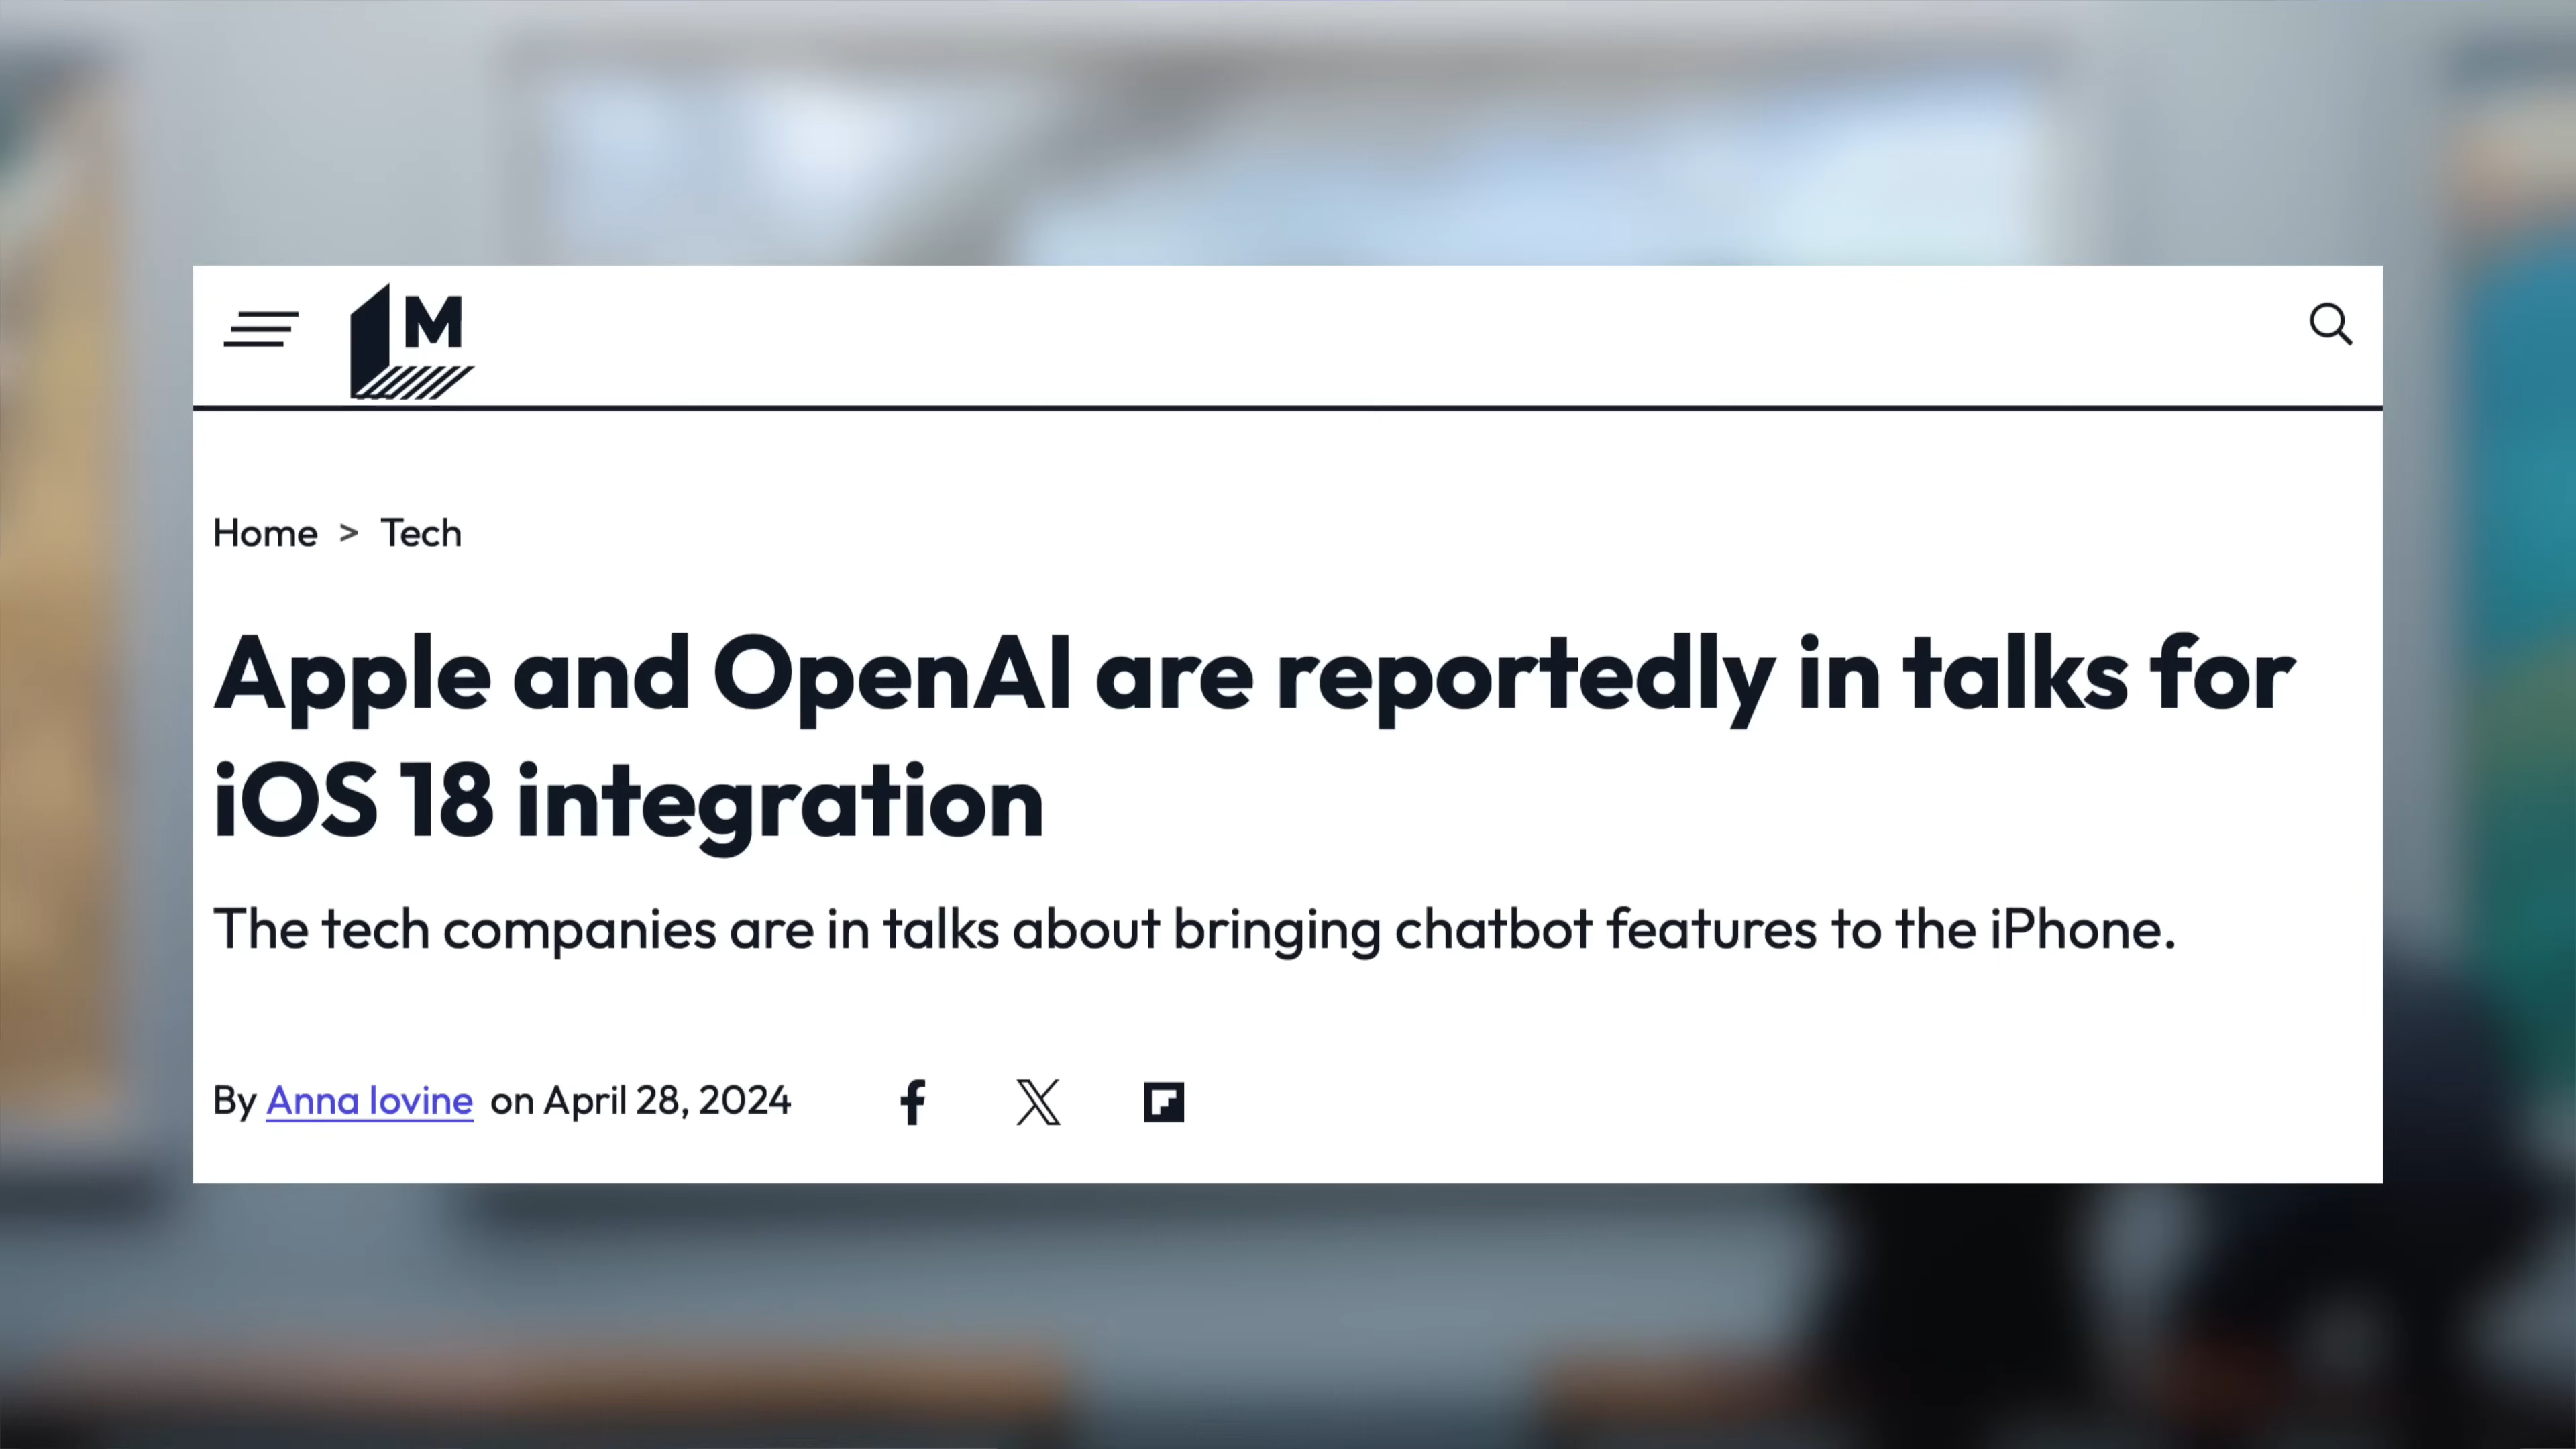 M
Home > Tech
Apple and OpenAI are reportedly in talks for
iOS 18 integration
The tech companies are in talks about bringing chatbot features to the iPhone.
By Anna Iovine on April 28, 2024